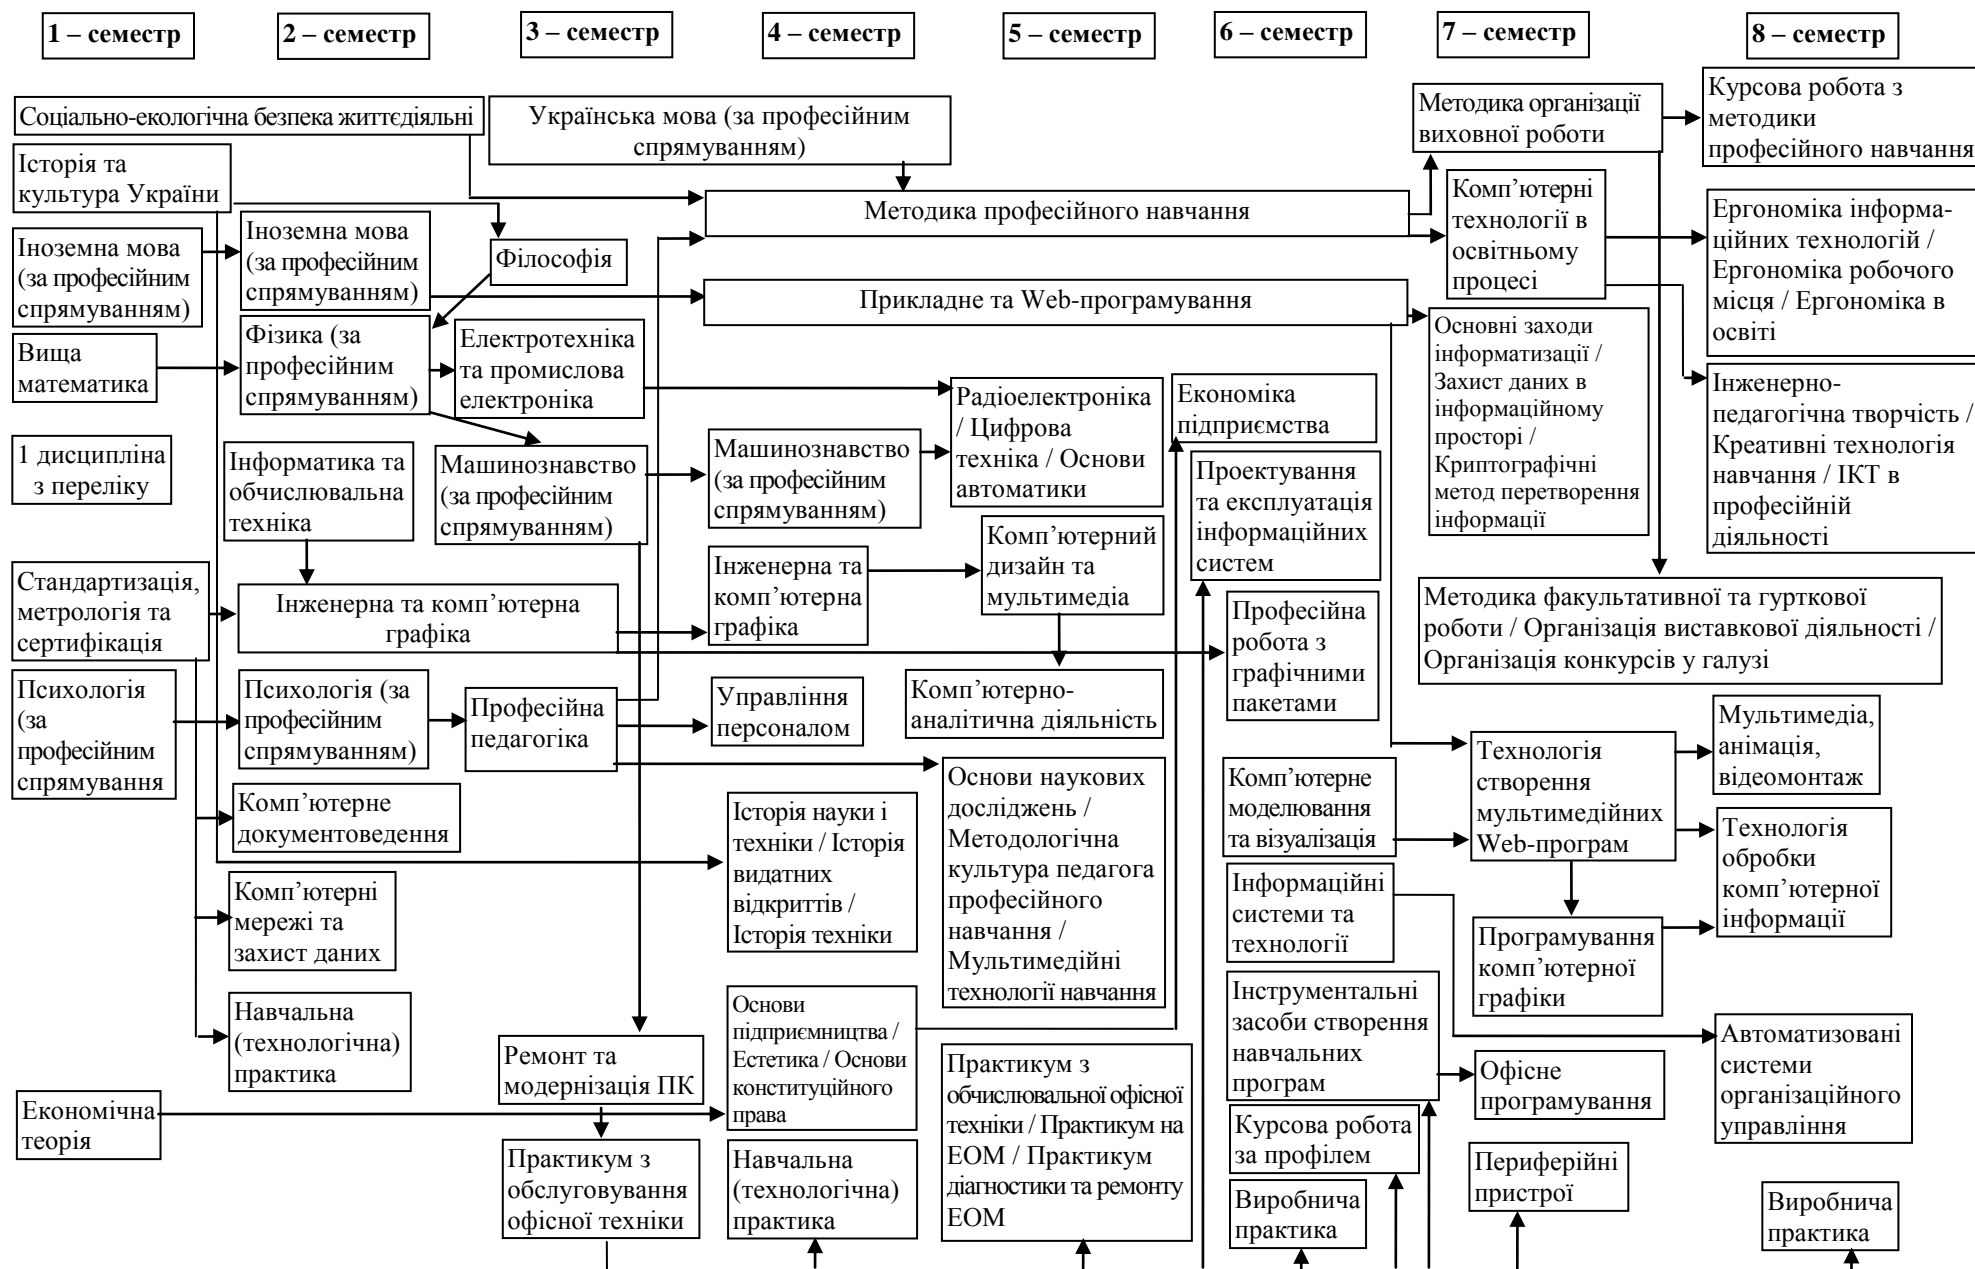 1 – семестр
2 – семестр
3 – семестр
4 – семестр
5 – семестр
6 – семестр
7 – семестр
8 – семестр
Соціально-екологічна безпека життєдіяльні
Українська мова (за професійним
спрямуванням)
Методика організації
виховної роботи
Курсова робота з
методики
професійного навчання
Історія та
культура України
Методика професійного навчання
Комп’ютерні
технології в
освітньому
процесі
Ергономіка інформа-
ційних технологій /
Ергономіка робочого
місця / Ергономіка в
освіті
Іноземна мова
(за професійним
спрямуванням)
Іноземна мова
(за професійним
спрямуванням)
Філософія
Прикладне та Web-програмування
Вища
математика
Фізика (за
професійним
спрямуванням)
Електротехніка
та промислова
електроніка
Основні заходи
інформатизації /
Захист даних в
інформаційному
просторі /
Криптографічні
метод перетворення
інформації
Радіоелектроніка
/ Цифрова
техніка / Основи
автоматики
Економіка
підприємства
Інженерно-
педагогічна творчість /
Креативні технологія
навчання / ІКТ в
професійній
діяльності
1 дисципліна
з переліку
Інформатика та
обчислювальна
техніка
Машинознавство
(за професійним
спрямуванням)
Машинознавство
(за професійним
спрямуванням)
Проектування
та експлуатація
інформаційних
систем
Стандартизація,
метрологія та
сертифікація
Інженерна та комп’ютерна
графіка
Інженерна та
комп’ютерна
графіка
Комп’ютерний
дизайн та
мультимедіа
Професійна
робота з
графічними
пакетами
Методика факультативної та гурткової
роботи / Організація виставкової діяльності /
Організація конкурсів у галузі
Психологія
(за
професійним
спрямування
Психологія (за
професійним
спрямуванням)
Професійна
педагогіка
Управління
персоналом
Комп’ютерно-
аналітична діяльність
Технологія
створення
мультимедійних
Web-програм
Мультимедіа,
анімація,
відеомонтаж
Комп’ютерне
документоведення
Історія науки і
техніки / Історія
видатних
відкриттів /
Історія техніки
Основи наукових
досліджень /
Методологічна
культура педагога
професійного
навчання /
Мультимедійні
технології навчання
Комп’ютерне
моделювання
та візуалізація
Технологія
обробки
комп’ютерної
інформації
Комп’ютерні
мережі та
захист даних
Інформаційні
системи та
технології
Програмування
комп’ютерної
графіки
Навчальна
(технологічна)
практика
Основи
підприємництва /
Естетика / Основи
конституційного
права
Інструментальні
засоби створення
навчальних
програм
Автоматизовані
системи
організаційного
управління
Економічна
теорія
Ремонт та
модернізація ПК
Практикум з
обчислювальної офісної
техніки / Практикум на
ЕОМ / Практикум
діагностики та ремонту
ЕОМ
Офісне
програмування
Курсова робота
за профілем
Практикум з
обслуговування
офісної техніки
Навчальна
(технологічна)
практика
Виробнича
практика
Периферійні
пристрої
Виробнича
практика